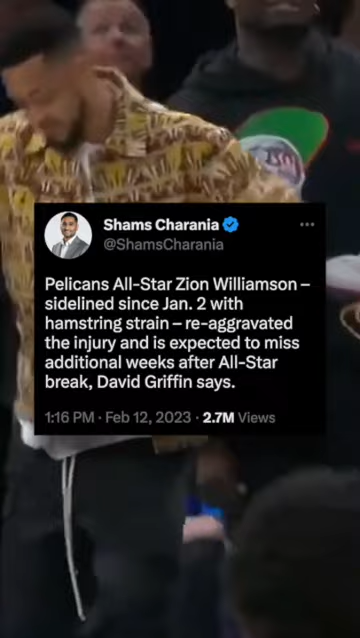 Shams Charania
@ShamsCharania
Pelicans All-Star Zion Williamson –
sidelined since Jan. 2 with
hamstring strain – re-aggravated
the injury and is expected to miss
additional weeks after All-Star
break, David Griffin says.
1:16 PM · Feb 12, 2023 · 2.7M Views